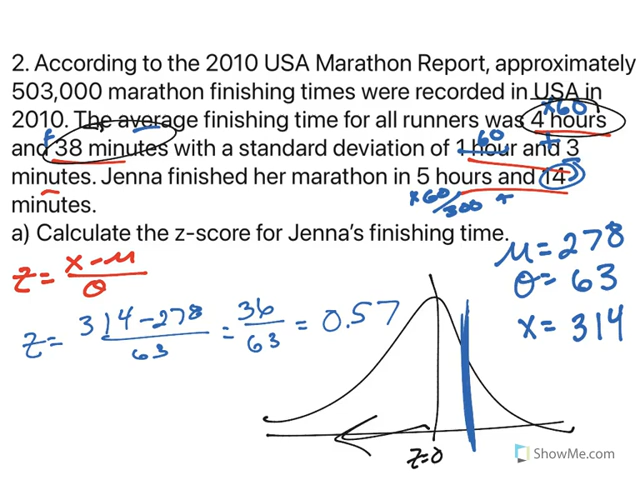 2. According to the 2010 USA Marathon Report, approximately
503,000 marathon finishing times were recorded in USA in
×60
2010. The average finishing time for all runners was 4 hours
60 +
and 38 minutes with a standard deviation of 1 hour and 3
minutes. Jenna finished her marathon in 5 hours and 14
×60
300 +
minutes.
a) Calculate the z-score for Jenna's finishing time.
z = x - μ / θ
μ = 278
θ = 63
x = 314
z = 314 - 278 / 63 = 36 / 63 = 0.57
z=0
ShowMe.com